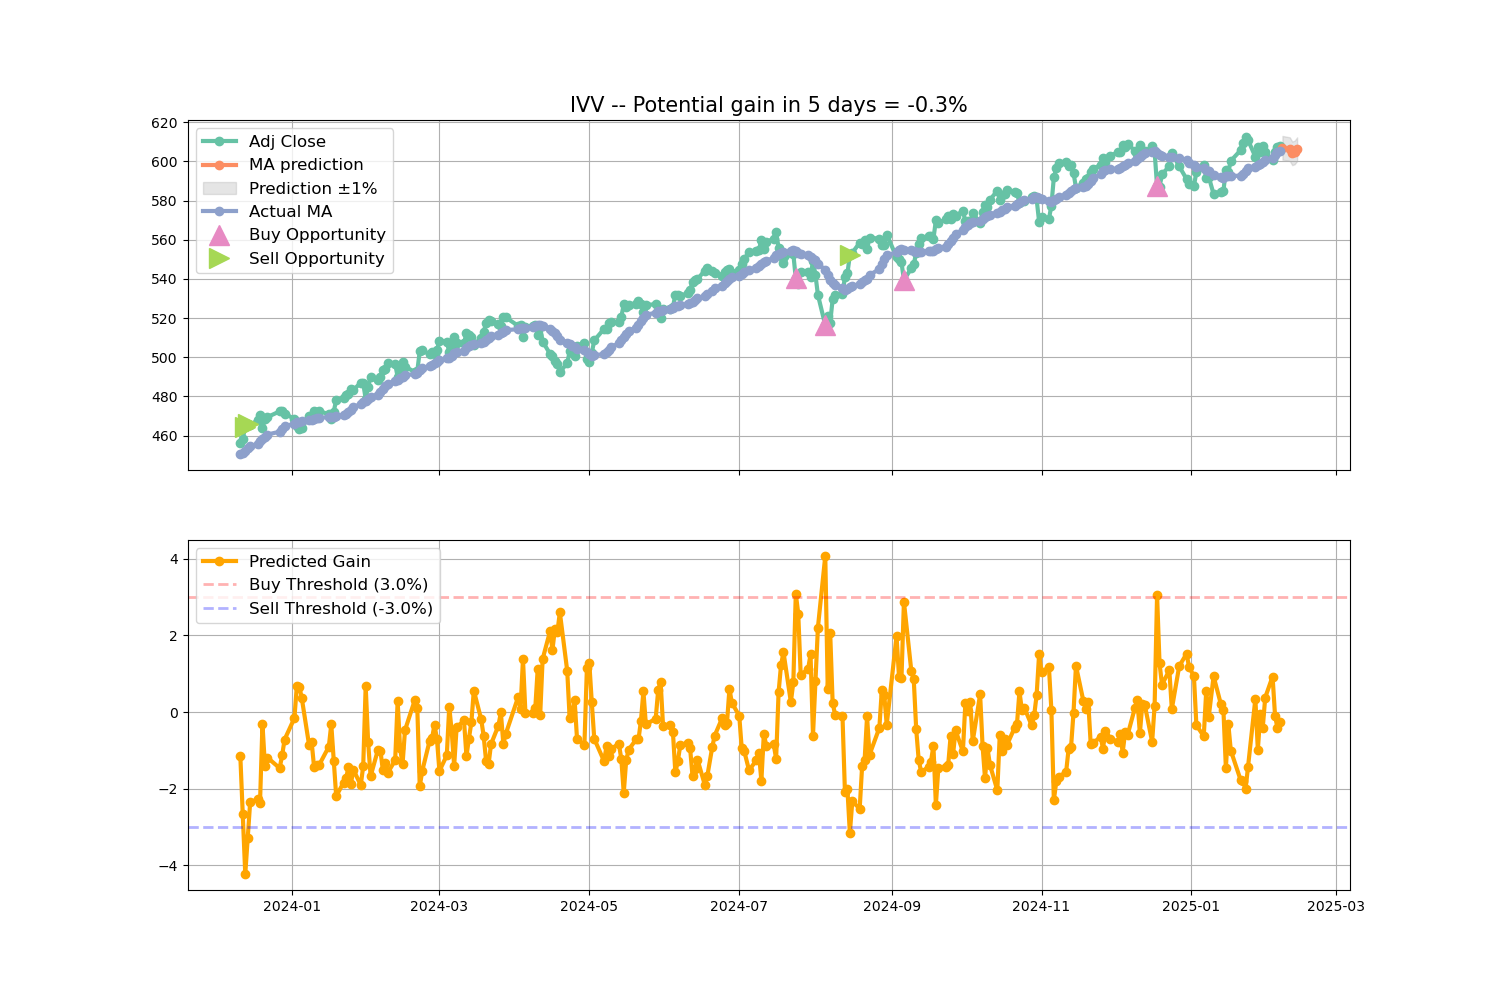 IVV -- Potential gain in 5 days = -0.3%
620
600
580
560
540
520
500
480
460
Adj Close
MA prediction
Prediction ±1%
Actual MA
Buy Opportunity
Sell Opportunity
4
2
0
−2
−4
Predicted Gain
Buy Threshold (3.0%)
Sell Threshold (-3.0%)
2024-01
2024-03
2024-05
2024-07
2024-09
2024-11
2025-01
2025-03